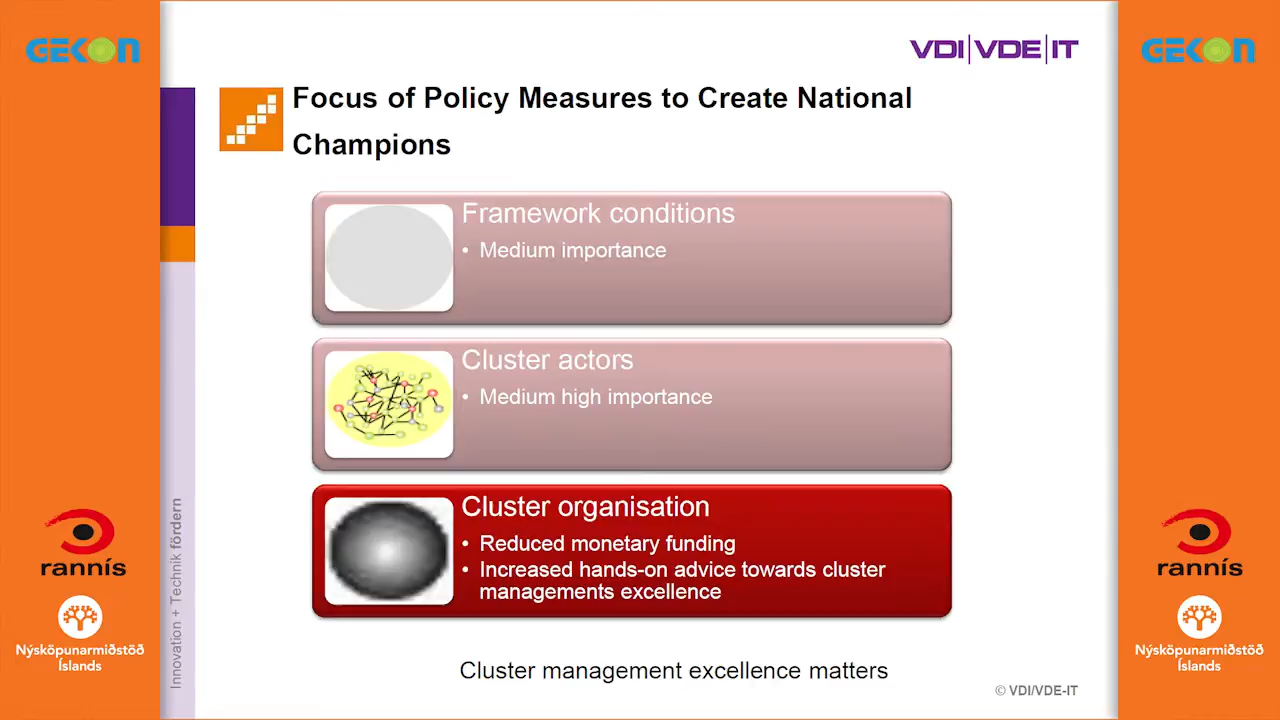 GEKON
VDI|VDE|IT
GEKON
Focus of Policy Measures to Create National
Champions
Framework conditions
• Medium importance
Cluster actors
• Medium high importance
Cluster organisation
• Reduced monetary funding
• Increased hands-on advice towards cluster
managements excellence
Cluster management excellence matters
© VDI/VDE-IT
Innovation + Technik fördern
rannís
Nýsköpunarmiðstöð
Íslands
rannís
Nýsköpunarmiðstöð
Íslands